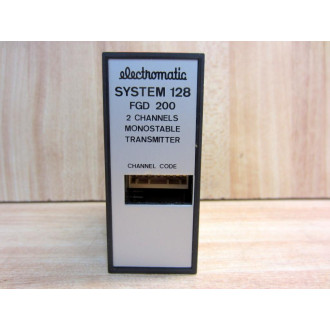 electromatic
SYSTEM 128
FGD 200
2 CHANNELS
MONOSTABLE
TRANSMITTER
CHANNEL CODE